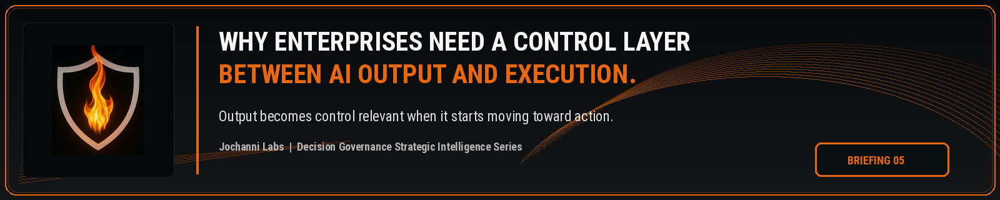 WHY ENTERPRISES NEED A CONTROL LAYER
BETWEEN AI OUTPUT AND EXECUTION.
Output becomes control relevant when it starts moving toward action.
Jochanni Labs | Decision Governance Strategic Intelligence Series
BRIEFING 05